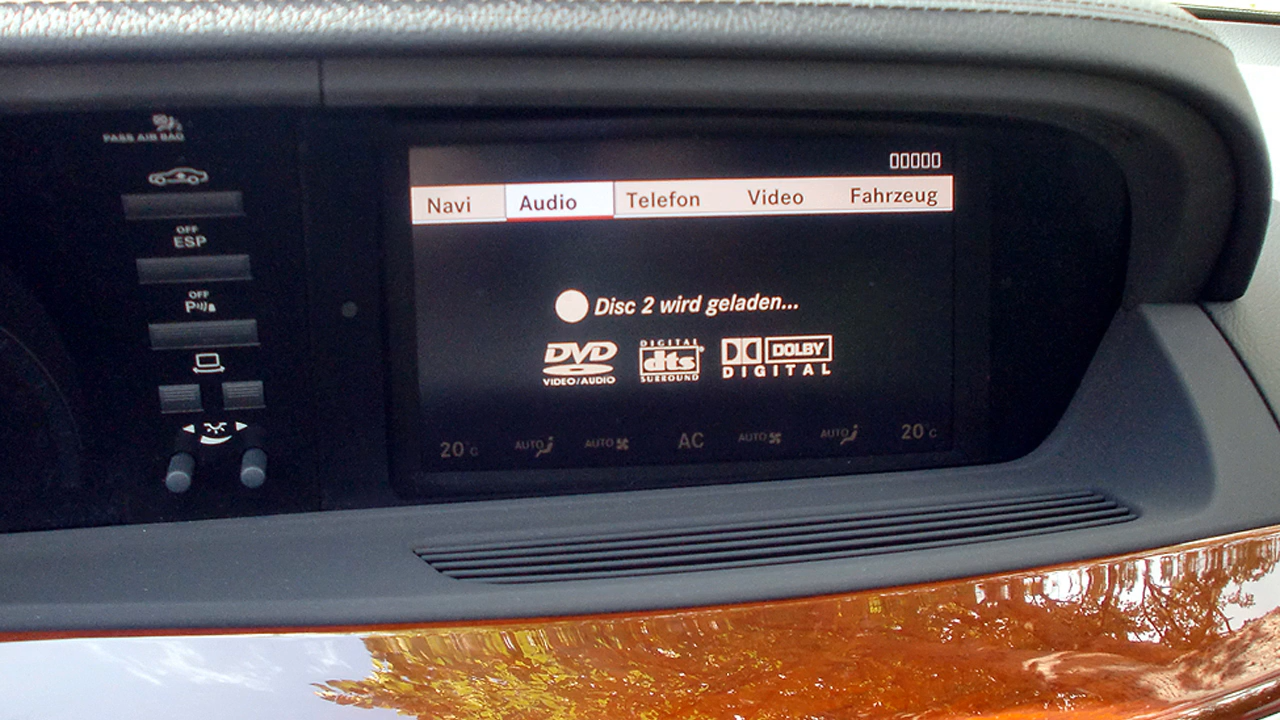 PASS AIR BAG
OFF
ESP
OFF
00000
Navi Audio Telefon Video Fahrzeug
Disc 2 wird geladen...
DVD
VIDEO/AUDIO
DIGITAL
dts
SURROUND
DOLBY
DIGITAL
20°C AUTO AUTO AC AUTO AUTO 20°C